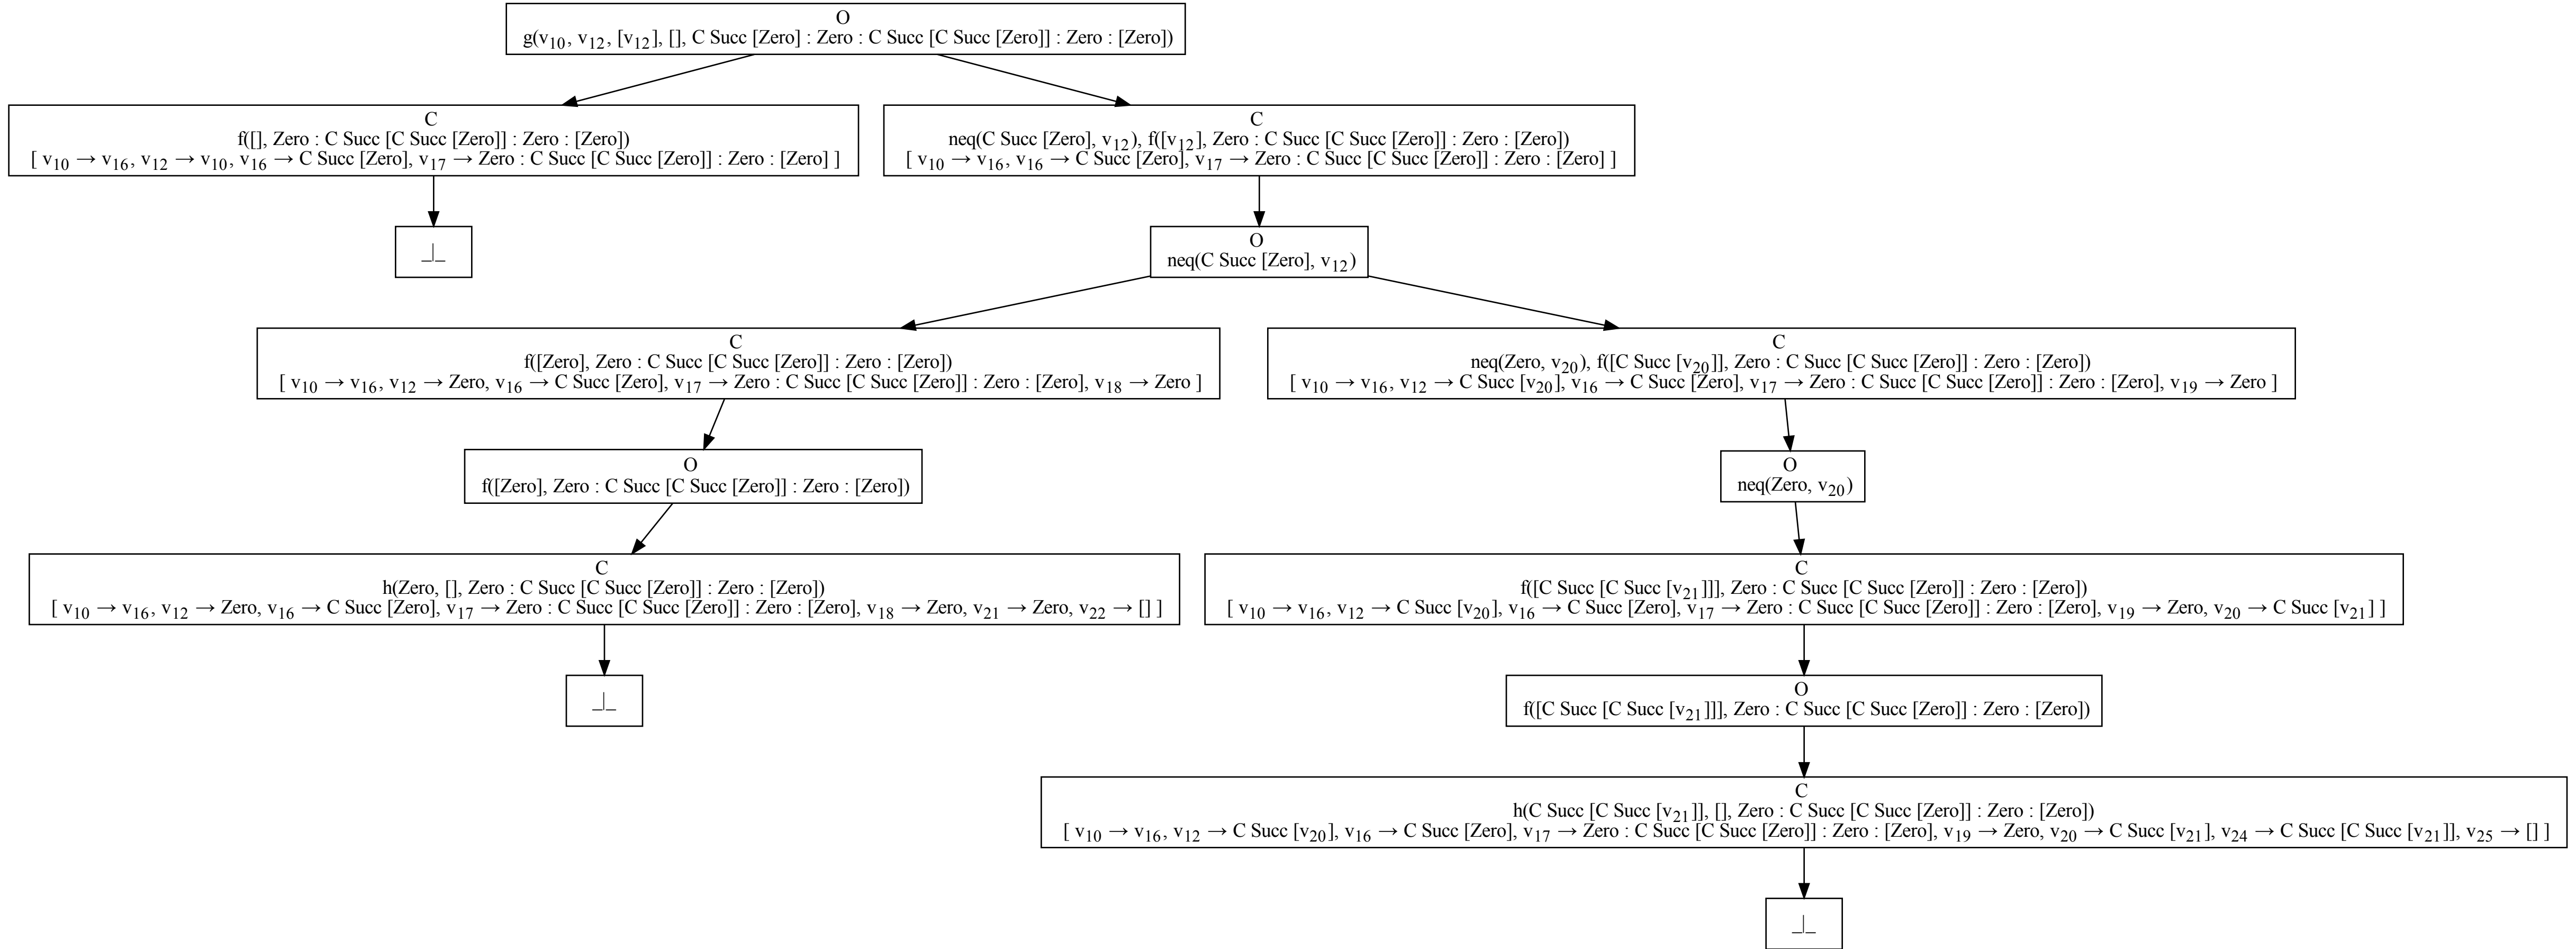 O
g(v10, v12, [v12], [], C Succ [Zero] : Zero : C Succ [C Succ [Zero]] : Zero : [Zero])
C
f([], Zero : C Succ [C Succ [Zero]] : Zero : [Zero])
[ v10 → v16, v12 → v10, v16 → C Succ [Zero], v17 → Zero : C Succ [C Succ [Zero]] : Zero : [Zero] ]
C
neq(C Succ [Zero], v12), f([v12], Zero : C Succ [C Succ [Zero]] : Zero : [Zero])
[ v10 → v16, v16 → C Succ [Zero], v17 → Zero : C Succ [C Succ [Zero]] : Zero : [Zero] ]
_|_
O
neq(C Succ [Zero], v12)
C
f([Zero], Zero : C Succ [C Succ [Zero]] : Zero : [Zero])
[ v10 → v16, v12 → Zero, v16 → C Succ [Zero], v17 → Zero : C Succ [C Succ [Zero]] : Zero : [Zero], v18 → Zero ]
C
neq(Zero, v20), f([C Succ [v20]], Zero : C Succ [C Succ [Zero]] : Zero : [Zero])
[ v10 → v16, v12 → C Succ [v20], v16 → C Succ [Zero], v17 → Zero : C Succ [C Succ [Zero]] : Zero : [Zero], v19 → Zero ]
O
f([Zero], Zero : C Succ [C Succ [Zero]] : Zero : [Zero])
O
neq(Zero, v20)
C
h(Zero, [], Zero : C Succ [C Succ [Zero]] : Zero : [Zero])
[ v10 → v16, v12 → Zero, v16 → C Succ [Zero], v17 → Zero : C Succ [C Succ [Zero]] : Zero : [Zero], v18 → Zero, v21 → Zero, v22 → [] ]
C
f([C Succ [C Succ [v21]]], Zero : C Succ [C Succ [Zero]] : Zero : [Zero])
[ v10 → v16, v12 → C Succ [v20], v16 → C Succ [Zero], v17 → Zero : C Succ [C Succ [Zero]] : Zero : [Zero], v19 → Zero, v20 → C Succ [v21] ]
_|_
O
f([C Succ [C Succ [v21]]], Zero : C Succ [C Succ [Zero]] : Zero : [Zero])
C
h(C Succ [C Succ [v21]], [], Zero : C Succ [C Succ [Zero]] : Zero : [Zero])
[ v10 → v16, v12 → C Succ [v20], v16 → C Succ [Zero], v17 → Zero : C Succ [C Succ [Zero]] : Zero : [Zero], v19 → Zero, v20 → C Succ [v21], v24 → C Succ [C Succ [v21]], v25 → [] ]
_|_